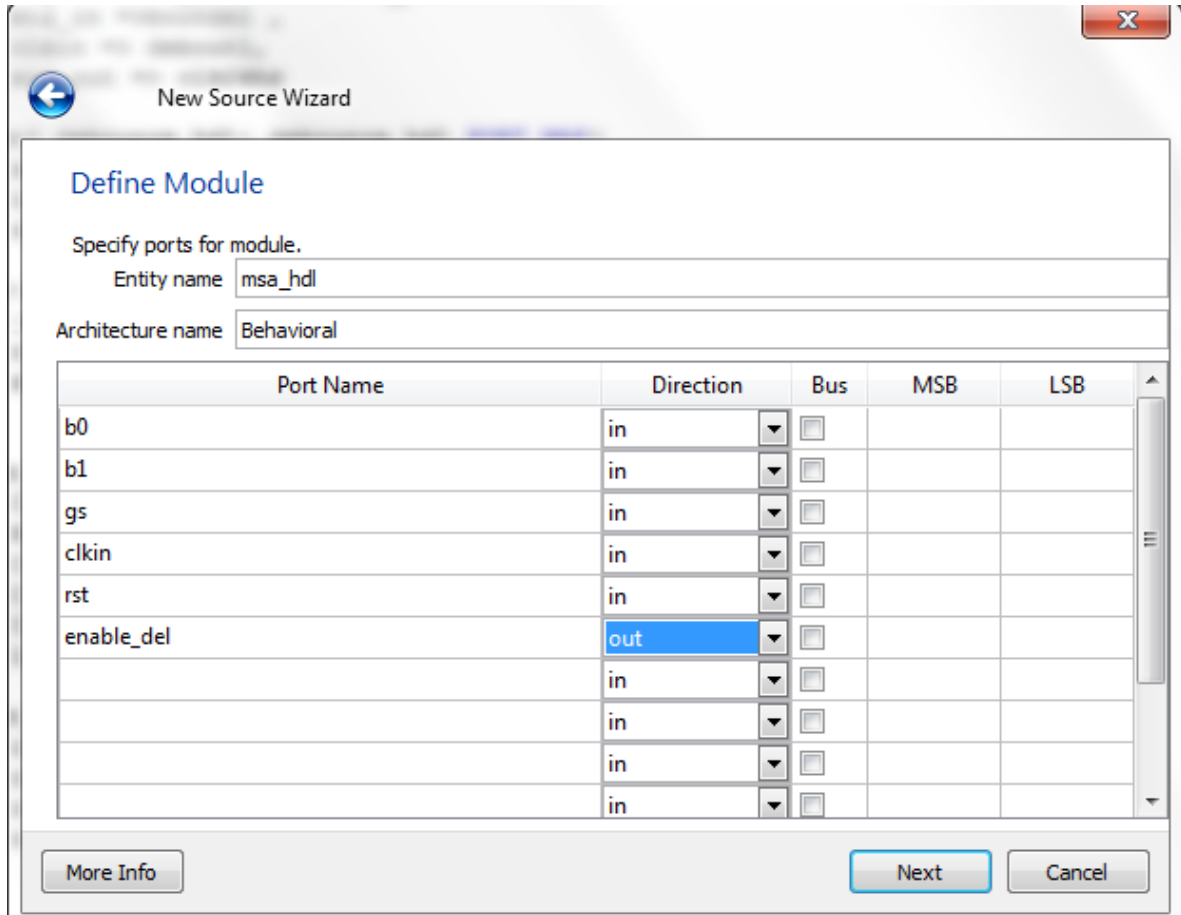 New Source Wizard
Define Module
Specify ports for module.
Entity name msa_hdl
Architecture name Behavioral
Port Name Direction Bus MSB LSB
b0 in
b1 in
gs in
clkin in
rst in
enable_del out
in
in
in
in
More Info Next Cancel